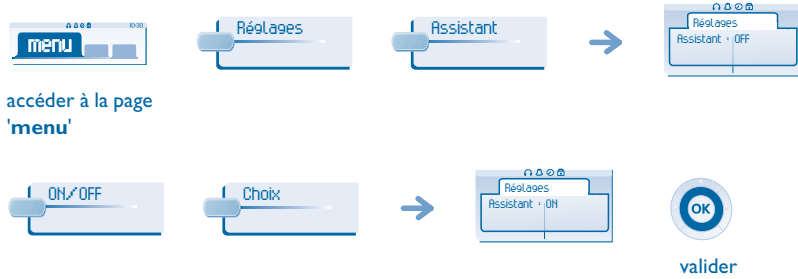 menu
10:30
Réglages
Assistant
Réglages
Assistant : OFF
accéder à la page
'menu'
ON/OFF
Choix
Réglages
Assistant : ON
OK
valider